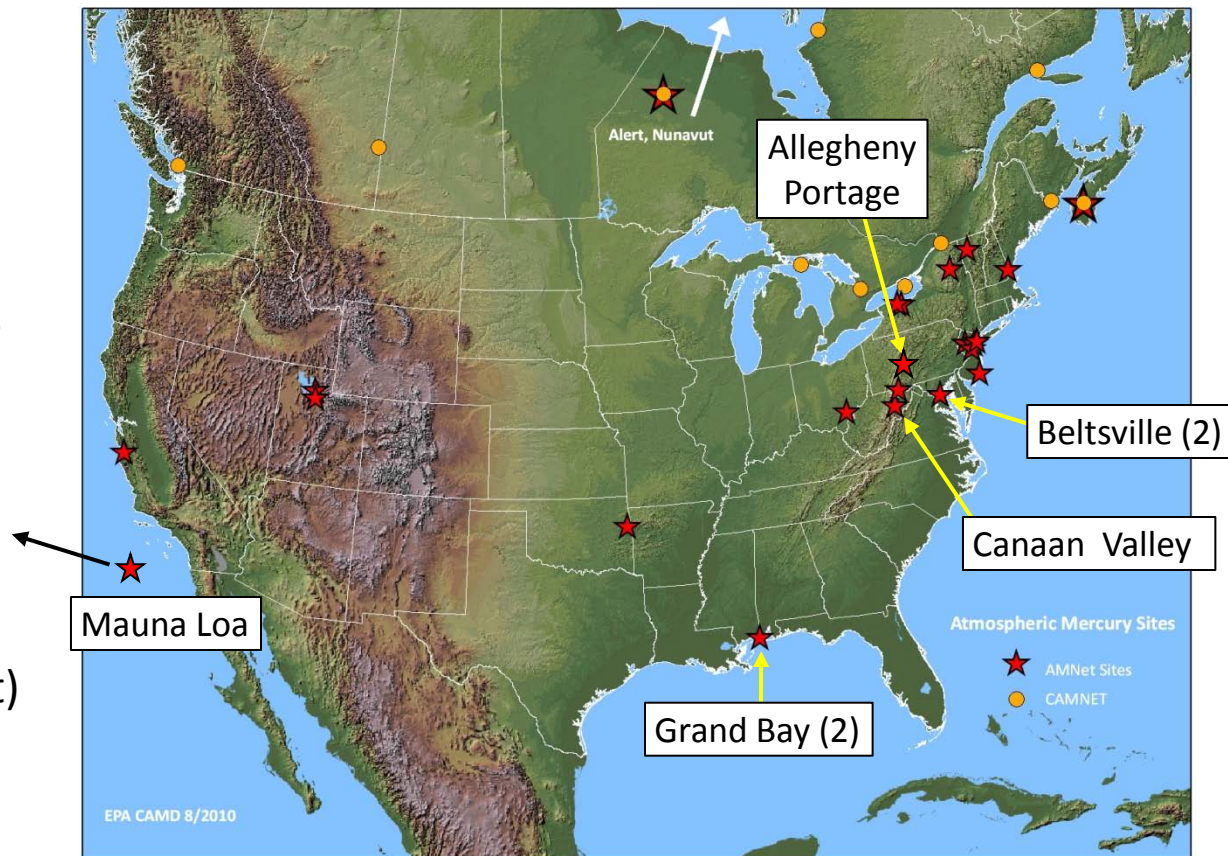 Alert, Nunavut
Allegheny
Portage
Beltsville (2)
Canaan Valley
Mauna Loa
t)
Grand Bay (2)
Atmospheric Mercury Sites
AMNet Sites
CAMNET
EPA CAMD 8/2010